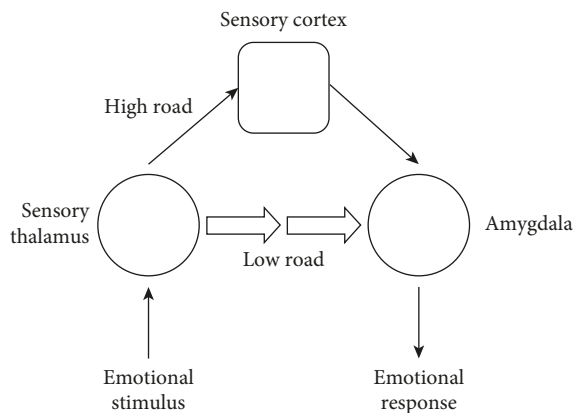 Sensory cortex
High road
Sensory
thalamus
Amygdala
Low road
Emotional
stimulus
Emotional
response